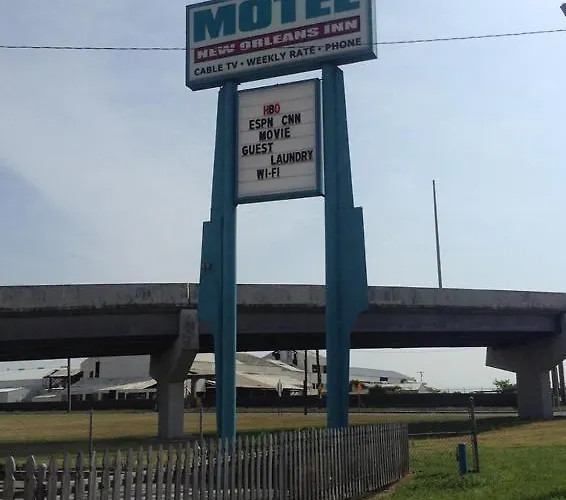 MOTEL
NEW ORLEANS INN
CABLE TV • WEEKLY RATE • PHONE
HBO
ESPN CNN
MOVIE
GUEST
LAUNDRY
WI-FI